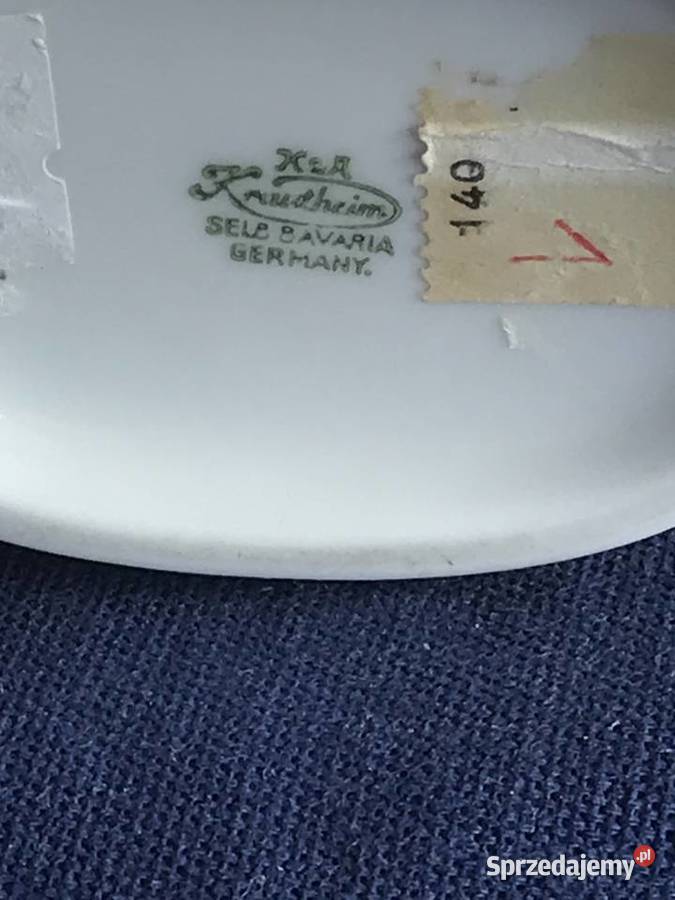 K & A
Krautheim
SELB BAVARIA
GERMANY.
140
Sprzedajemy.pl